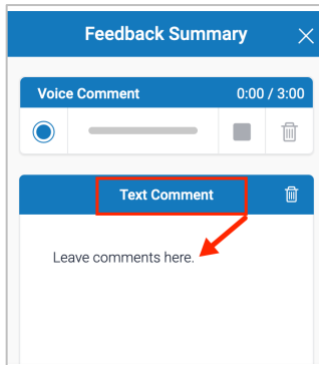 Feedback Summary
Voice Comment 0:00 / 3:00
Text Comment
Leave comments here.